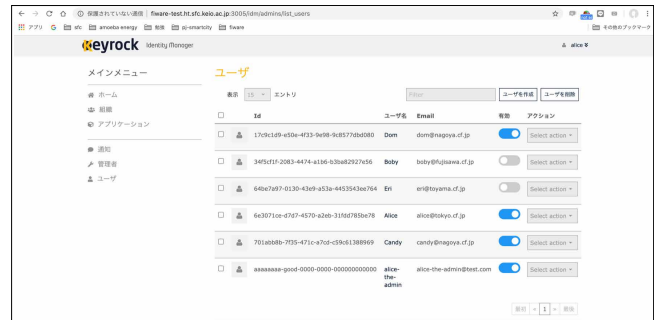 保護されていない通信 | fiware-test.ht.sfc.keio.ac.jp:3005/idm/admins/list_users
アプリ G sfc amoeba energy 勉強 pj-smartcity fiware その他のブックマーク
keyrock Identity Manager alice
メインメニュー
ホーム
組織
アプリケーション
通知
管理者
ユーザ
ユーザ
表示 15 エントリ Filter ユーザを作成 ユーザを削除
Id ユーザ名 Email 有効 アクション
17c9c1d9-e50e-4f33-9e98-9c8577dbd080 Dom dom@nagoya.cf.jp Select action
34f5cf1f-2083-4474-a1b6-b3ba82927e56 Boby boby@fujisawa.cf.jp Select action
64be7a97-0130-43e9-a53a-4453543ee764 Eri eri@toyama.cf.jp Select action
6e3071ce-d7d7-4570-a2eb-31fdd785be78 Alice alice@tokyo.cf.jp Select action
701abb8b-7f35-471c-a7cd-c59c61388969 Candy candy@nagoya.cf.jp Select action
aaaaaaaa-good-0000-0000-000000000000 alice-the-admin alice-the-admin@test.com Select action
最初 « 1 » 最後